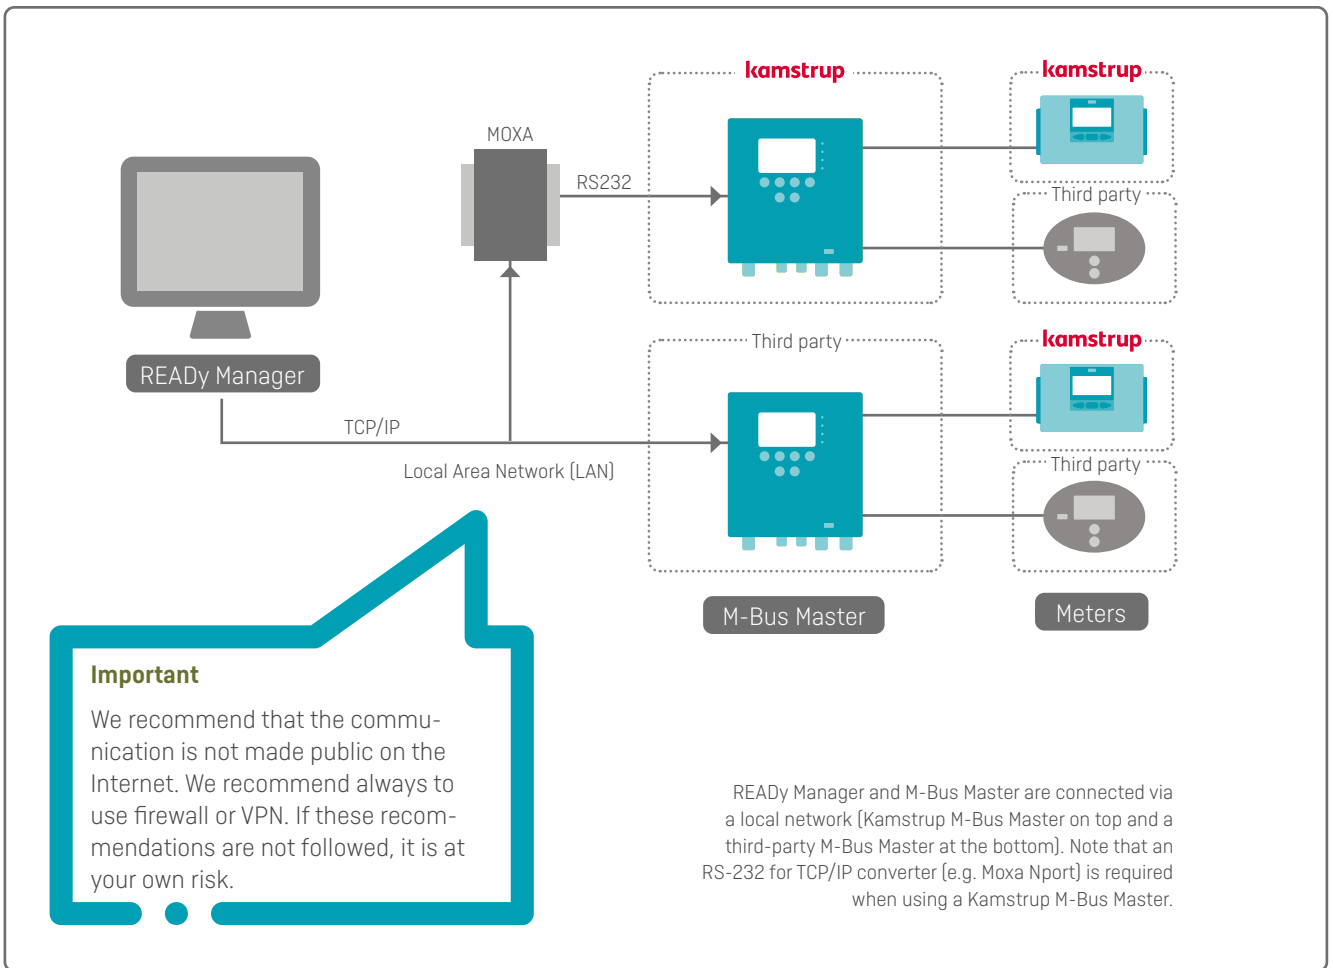 kamstrup
kamstrup
MOXA
RS232
Third party
READy Manager
Third party
kamstrup
TCP/IP
Local Area Network (LAN)
Third party
M-Bus Master
Meters
Important
We recommend that the commu-
nication is not made public on the
Internet. We recommend always to
use firewall or VPN. If these recom-
mendations are not followed, it is at
your own risk.
READy Manager and M-Bus Master are connected via
a local network (Kamstrup M-Bus Master on top and a
third-party M-Bus Master at the bottom). Note that an
RS-232 for TCP/IP converter (e.g. Moxa Nport) is required
when using a Kamstrup M-Bus Master.